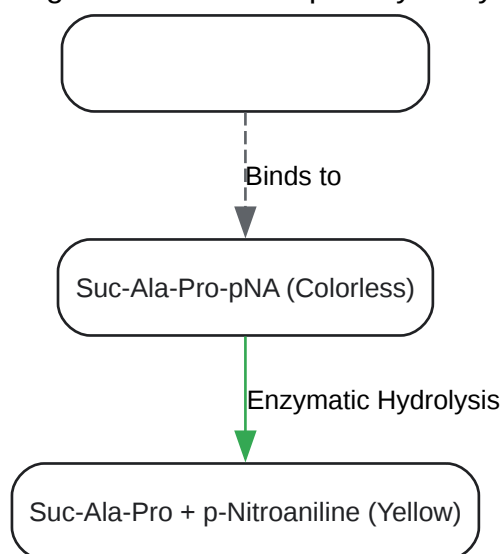 Binds to
Suc-Ala-Pro-pNA (Colorless)
Enzymatic Hydrolysis
Suc-Ala-Pro + p-Nitroaniline (Yellow)